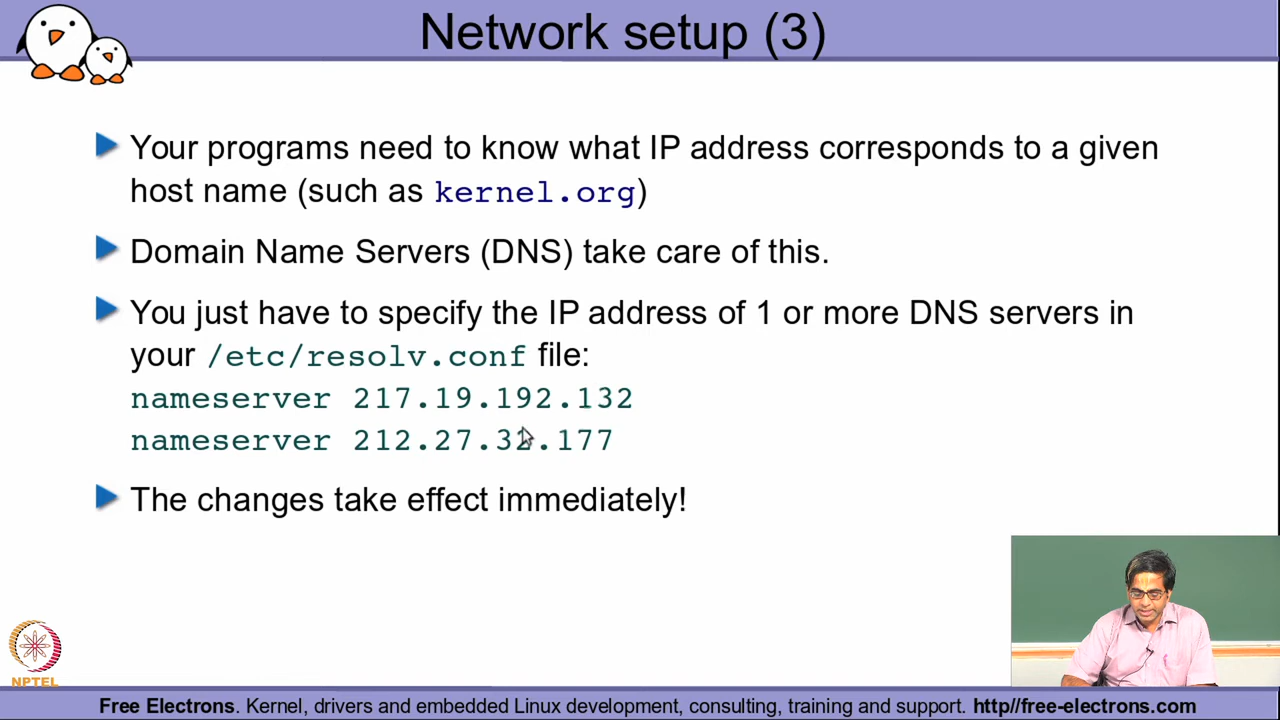 Network setup (3)
Your programs need to know what IP address corresponds to a given
host name (such as kernel.org)
Domain Name Servers (DNS) take care of this.
You just have to specify the IP address of 1 or more DNS servers in
your /etc/resolv.conf file:
nameserver 217.19.192.132
nameserver 212.27.32.177
The changes take effect immediately!
NPTEL
Free Electrons. Kernel, drivers and embedded Linux development, consulting, training and support. http//free-electrons.com